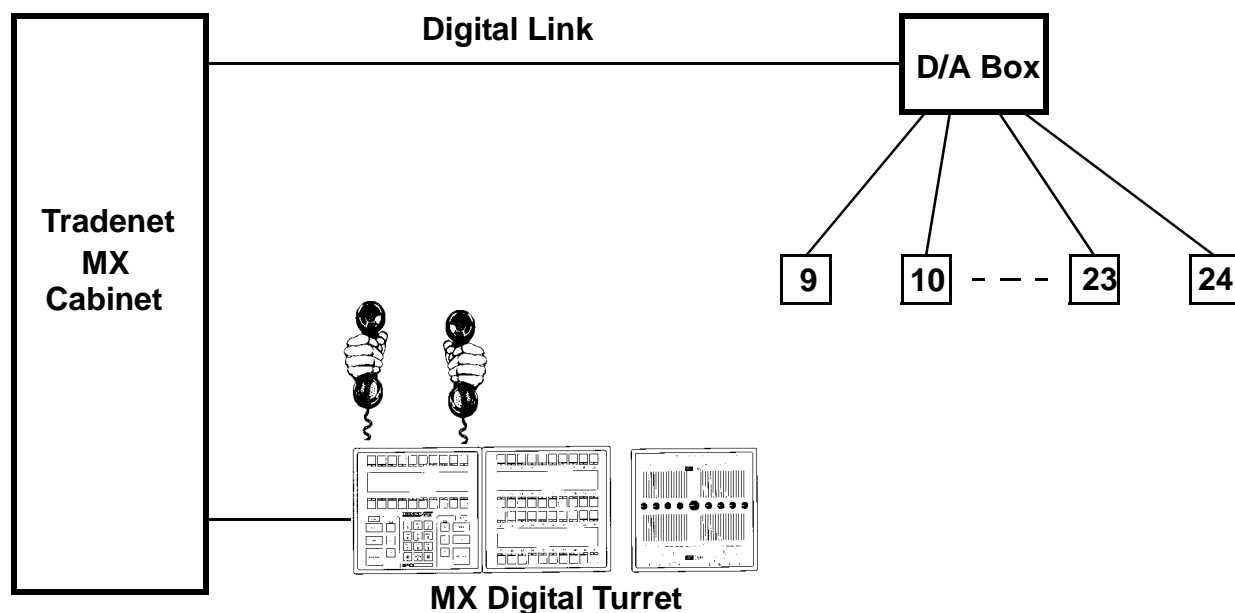 Digital Link
D/A Box
Tradenet
MX
Cabinet
9
10
23
24
MX Digital Turret